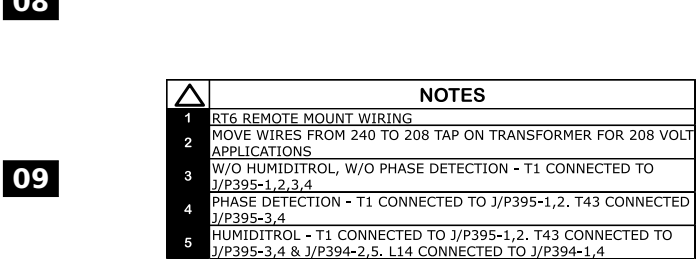 08
NOTES
1 RT6 REMOTE MOUNT WIRING
2 MOVE WIRES FROM 240 TO 208 TAP ON TRANSFORMER FOR 208 VOLT
APPLICATIONS
09
3 W/O HUMIDITROL, W/O PHASE DETECTION - T1 CONNECTED TO
J/P395-1,2,3,4
4 PHASE DETECTION - T1 CONNECTED TO J/P395-1,2. T43 CONNECTED
J/P395-3,4
5 HUMIDITROL - T1 CONNECTED TO J/P395-1,2. T43 CONNECTED TO
J/P395-3,4 & J/P394-2,5. L14 CONNECTED TO J/P394-1,4